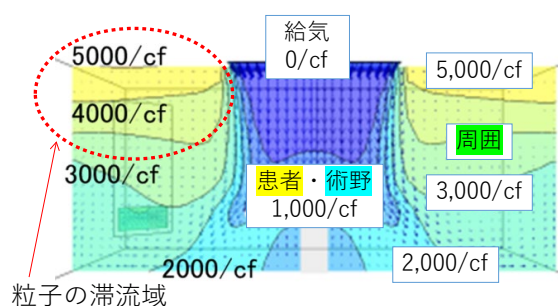 給気
0/cf
5000/cf
5,000/cf
4000/cf
周囲
3000/cf
患者・術野
1,000/cf
3,000/cf
2000/cf
2,000/cf
粒子の滞流域